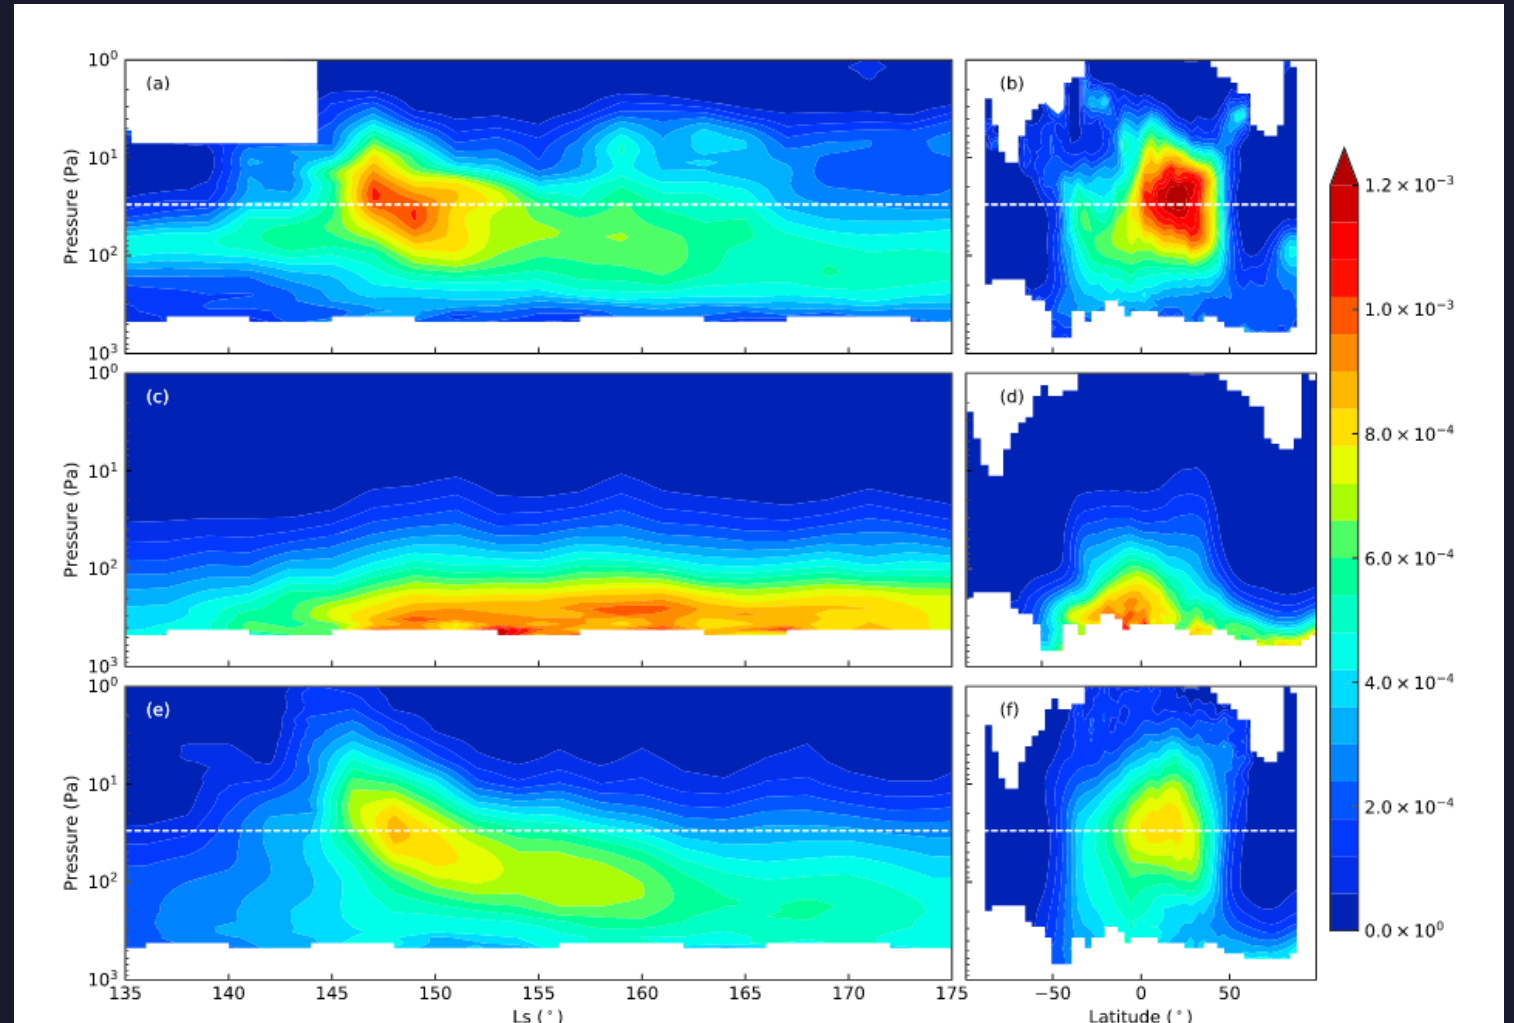 (a)
10⁰
10¹
10²
10³
Pressure (Pa)
(b)
(c)
10⁰
10¹
10²
10³
Pressure (Pa)
(d)
(e)
10⁰
10¹
10²
10³
Pressure (Pa)
(f)
135 140 145 150 155 160 165 170 175
Ls (°)
−50 0 50
Latitude (°)
1.2 × 10⁻³
1.0 × 10⁻³
8.0 × 10⁻⁴
6.0 × 10⁻⁴
4.0 × 10⁻⁴
2.0 × 10⁻⁴
0.0 × 10⁰